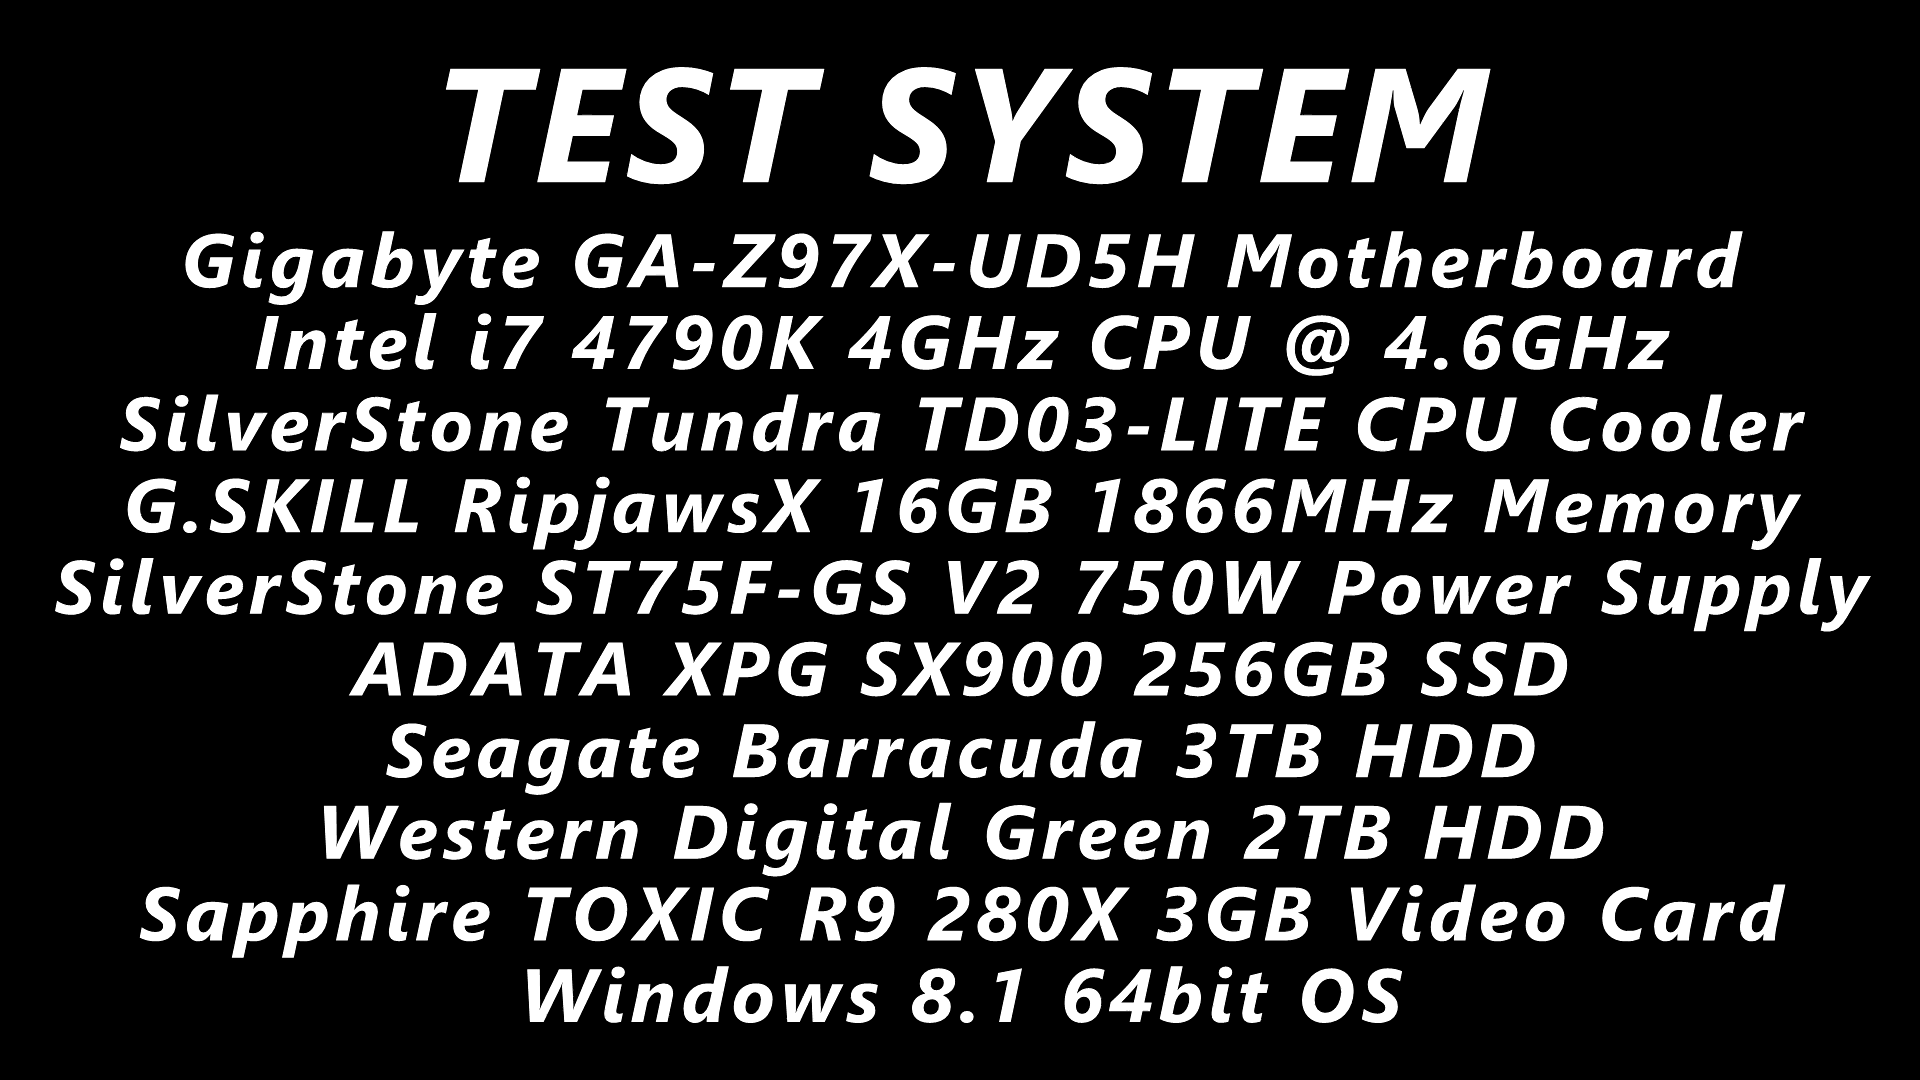 TEST SYSTEM
Gigabyte GA-Z97X-UD5H Motherboard
Intel i7 4790K 4GHz CPU @ 4.6GHz
SilverStone Tundra TD03-LITE CPU Cooler
G.SKILL RipjawsX 16GB 1866MHz Memory
SilverStone ST75F-GS V2 750W Power Supply
ADATA XPG SX900 256GB SSD
Seagate Barracuda 3TB HDD
Western Digital Green 2TB HDD
Sapphire TOXIC R9 280X 3GB Video Card
Windows 8.1 64bit OS